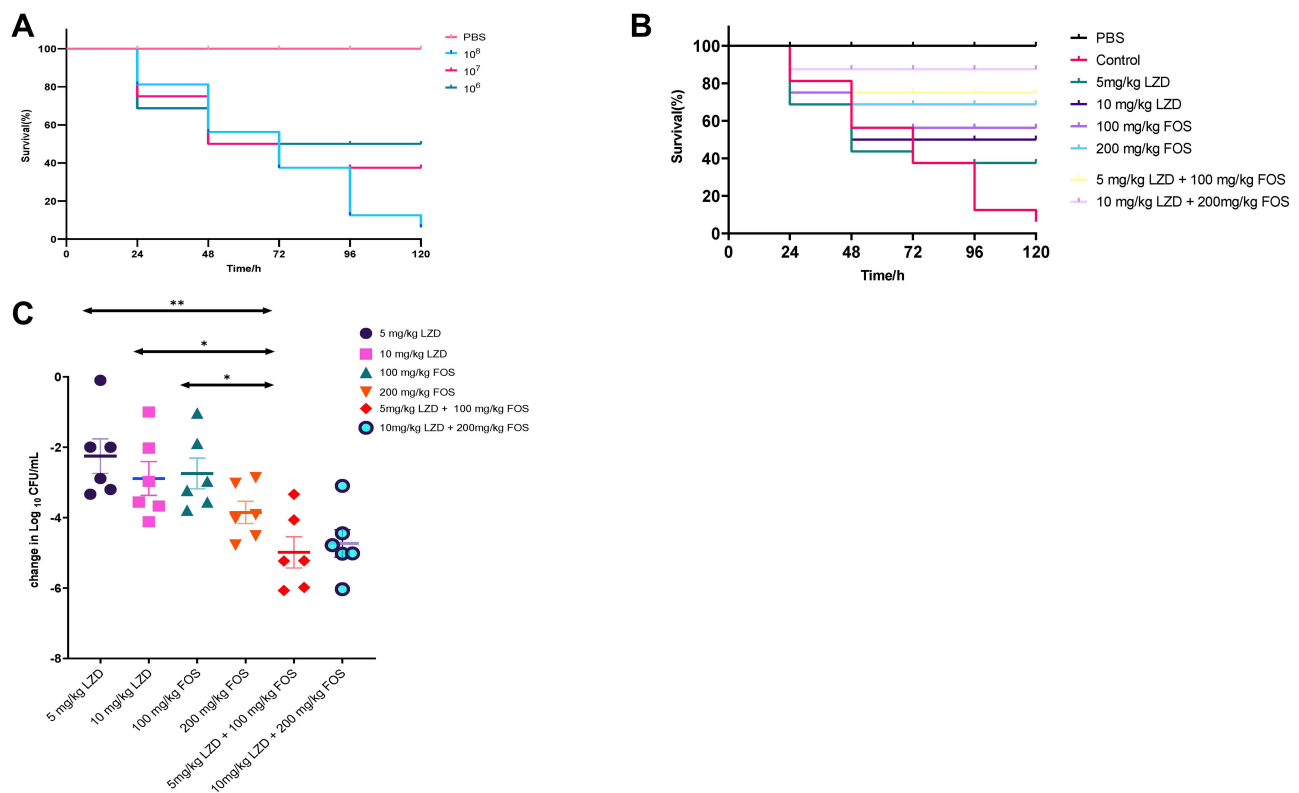 A
Survival(%)
100
80
60
40
20
0
0 24 48 72 96 120
Time/h
PBS
10⁸
10⁷
10⁶
B
Survival(%)
100
80
60
40
20
0
0 24 48 72 96 120
Time/h
PBS
Control
5mg/kg LZD
10 mg/kg LZD
100 mg/kg FOS
200 mg/kg FOS
5 mg/kg LZD + 100 mg/kg FOS
10 mg/kg LZD + 200mg/kg FOS
C
**
*
*
change in Log ₁₀ CFU/mL
-0
-2
-4
-6
-8
5 mg/kg LZD
10 mg/kg LZD
100 mg/kg FOS
200 mg/kg FOS
5mg/kg LZD + 100 mg/kg FOS
10mg/kg LZD + 200 mg/kg FOS
5 mg/kg LZD
10 mg/kg LZD
100 mg/kg FOS
200 mg/kg FOS
5mg/kg LZD + 100 mg/kg FOS
10mg/kg LZD + 200mg/kg FOS